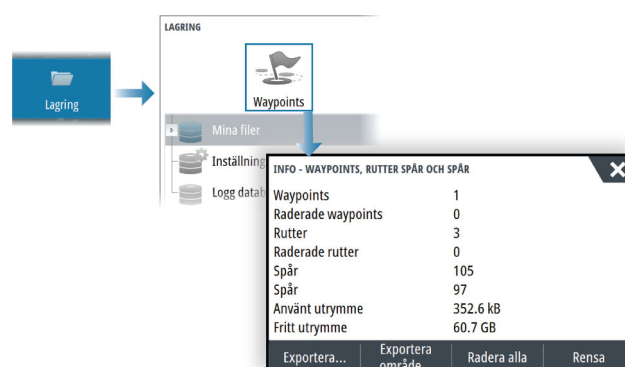 LAGRING
Lagring
Waypoints
Mina filer
Inställning
Logg datab
INFO - WAYPOINTS, RUTTER SPÅR OCH SPÅR
Waypoints 1
Raderade waypoints 0
Rutter 3
Raderade rutter 0
Spår 105
Spår 97
Använt utrymme 352.6 kB
Fritt utrymme 60.7 GB
Exportera... Exportera område... Radera alla Rensa